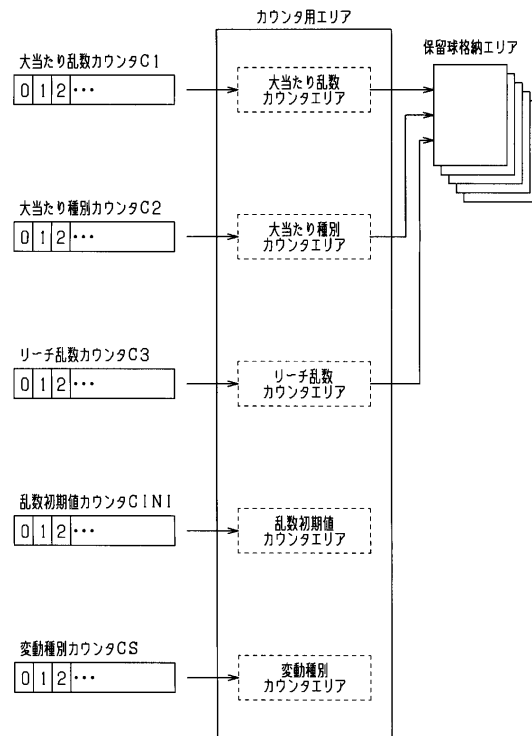 カウンタ用エリア
保留球格納エリア
大当たり乱数カウンタC1
0 1 2 ・・・
大当たり乱数
カウンタエリア
大当たり種別カウンタC2
0 1 2 ・・・
大当たり種別
カウンタエリア
リーチ乱数カウンタC3
0 1 2 ・・・
リーチ乱数
カウンタエリア
乱数初期値カウンタCINI
0 1 2 ・・・
乱数初期値
カウンタエリア
変動種別カウンタCS
0 1 2 ・・・
変動種別
カウンタエリア